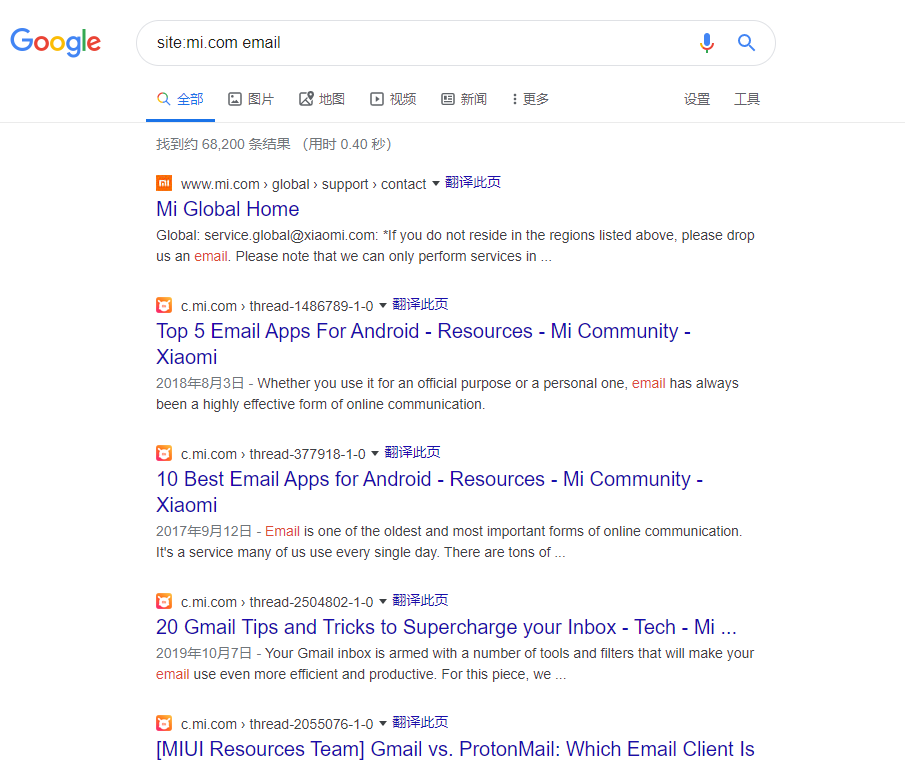 Google
site:mi.com email
全部 图片 地图 视频 新闻 更多 设置 工具
找到约 68,200 条结果 （用时 0.40 秒）
mi www.mi.com › global › support › contact 翻译此页
Mi Global Home
Global: service.global@xiaomi.com: *If you do not reside in the regions listed above, please drop
us an email. Please note that we can only perform services in ...
c.mi.com › thread-1486789-1-0 翻译此页
Top 5 Email Apps For Android - Resources - Mi Community -
Xiaomi
2018年8月3日 - Whether you use it for an official purpose or a personal one, email has always
been a highly effective form of online communication.
c.mi.com › thread-377918-1-0 翻译此页
10 Best Email Apps for Android - Resources - Mi Community -
Xiaomi
2017年9月12日 - Email is one of the oldest and most important forms of online communication.
It's a service many of us use every single day. There are tons of ...
c.mi.com › thread-2504802-1-0 翻译此页
20 Gmail Tips and Tricks to Supercharge your Inbox - Tech - Mi ...
2019年10月7日 - Your Gmail inbox is armed with a number of tools and filters that will make your
email use even more efficient and productive. For this piece, we ...
c.mi.com › thread-2055076-1-0 翻译此页
[MIUI Resources Team] Gmail vs. ProtonMail: Which Email Client Is